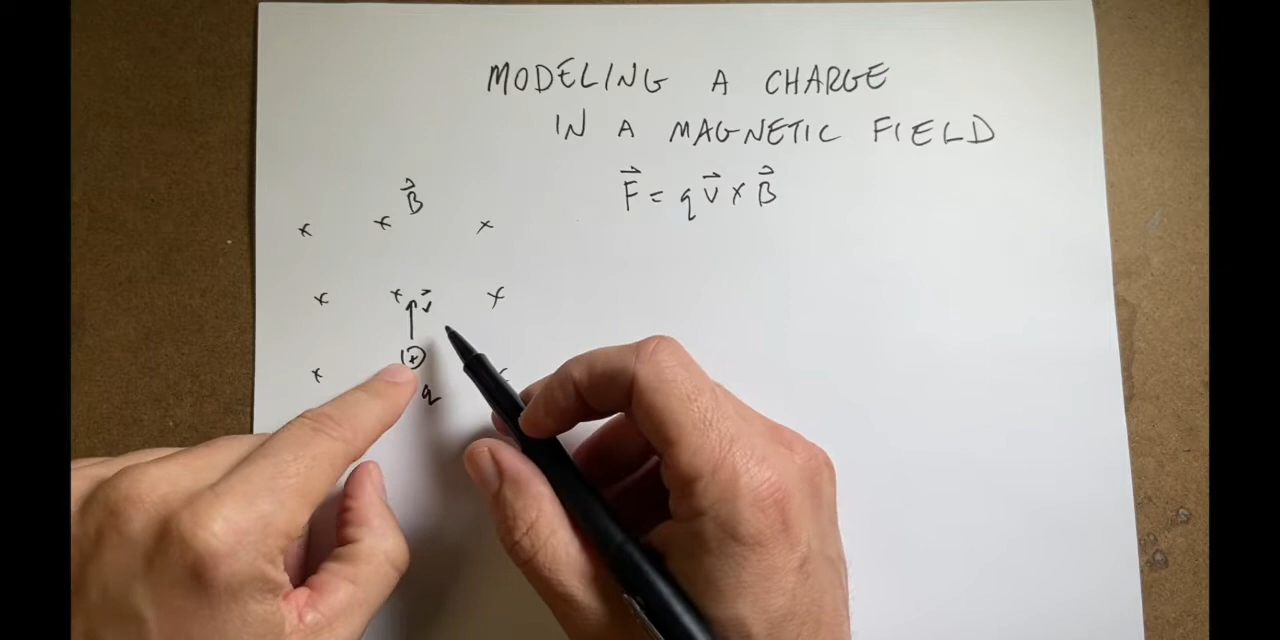 MODELING A CHARGE
IN A MAGNETIC FIELD
F⃗ = qv⃗ × B⃗
B⃗
x x x
x x v⃗ x
x +
q